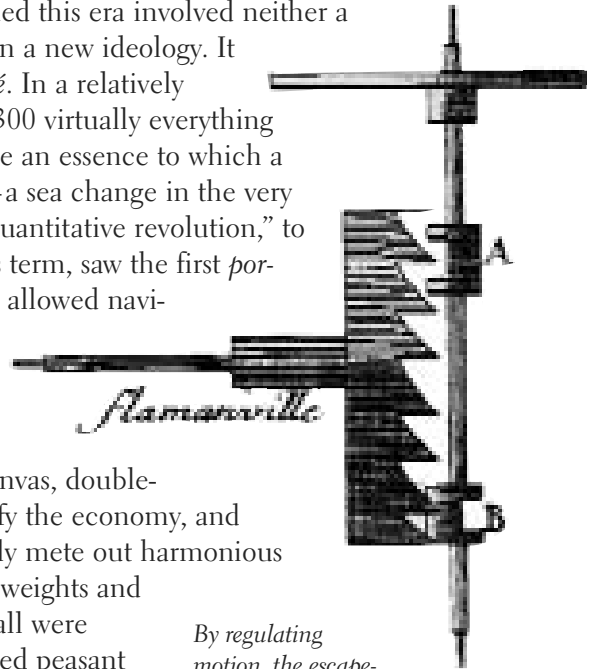 ed this era involved neither a
n a new ideology. It
é. In a relatively
300 virtually everything
e an essence to which a
-a sea change in the very
uantitative revolution,” to
s term, saw the first por-
allowed navi-
A
flamanville
nvas, double-
fy the economy, and
ly mete out harmonious
B
weights and
all were
ed peasant
By regulating
motion, the escape-